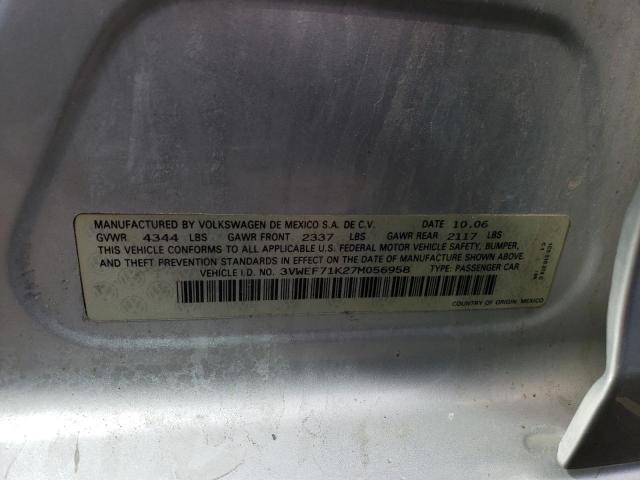 MANUFACTURED BY VOLKSWAGEN DE MEXICO S.A. DE C.V. DATE 10.06
GVWR 4344 LBS GAWR FRONT 2337 LBS GAWR REAR 2117 LBS
THIS VEHICLE CONFORMS TO ALL APPLICABLE U.S. FEDERAL MOTOR VEHICLE SAFETY, BUMPER,
AND THEFT PREVENTION STANDARDS IN EFFECT ON THE DATE OF MANUFACTURE SHOWN ABOVE.
VEHICLE I.D. NO. 3VWEF71K27M056958 TYPE: PASSENGER CAR
COUNTRY OF ORIGIN: MEXICO